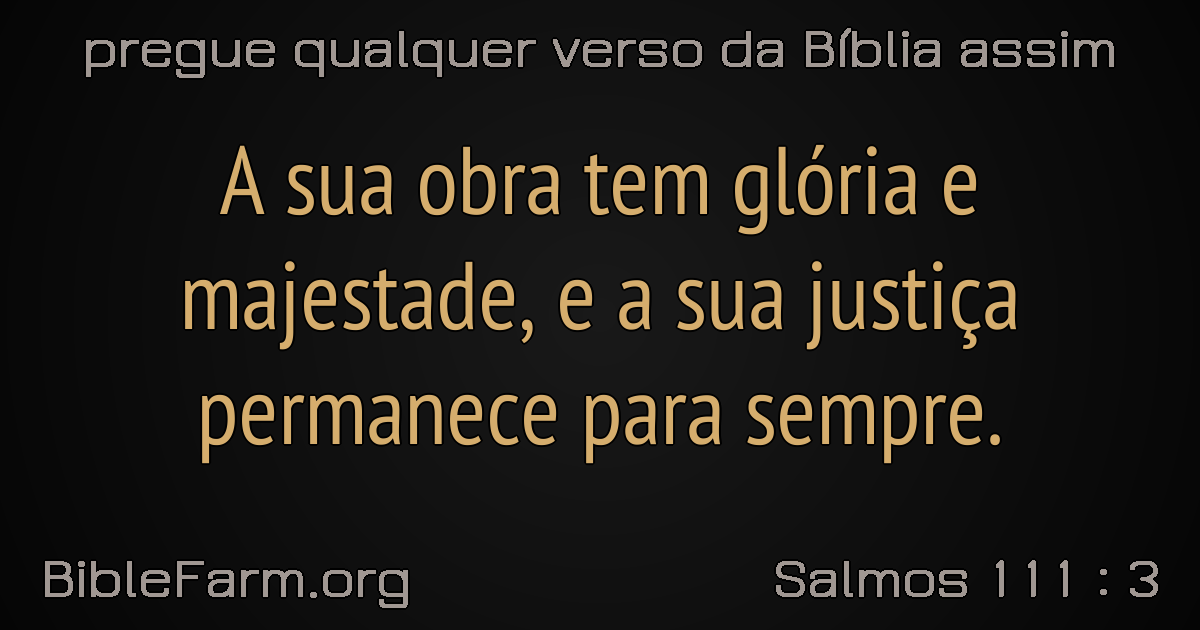 pregue qualquer verso da Bíblia assim
A sua obra tem glória e
majestade, e a sua justiça
permanece para sempre.
BibleFarm.org
Salmos 111 : 3